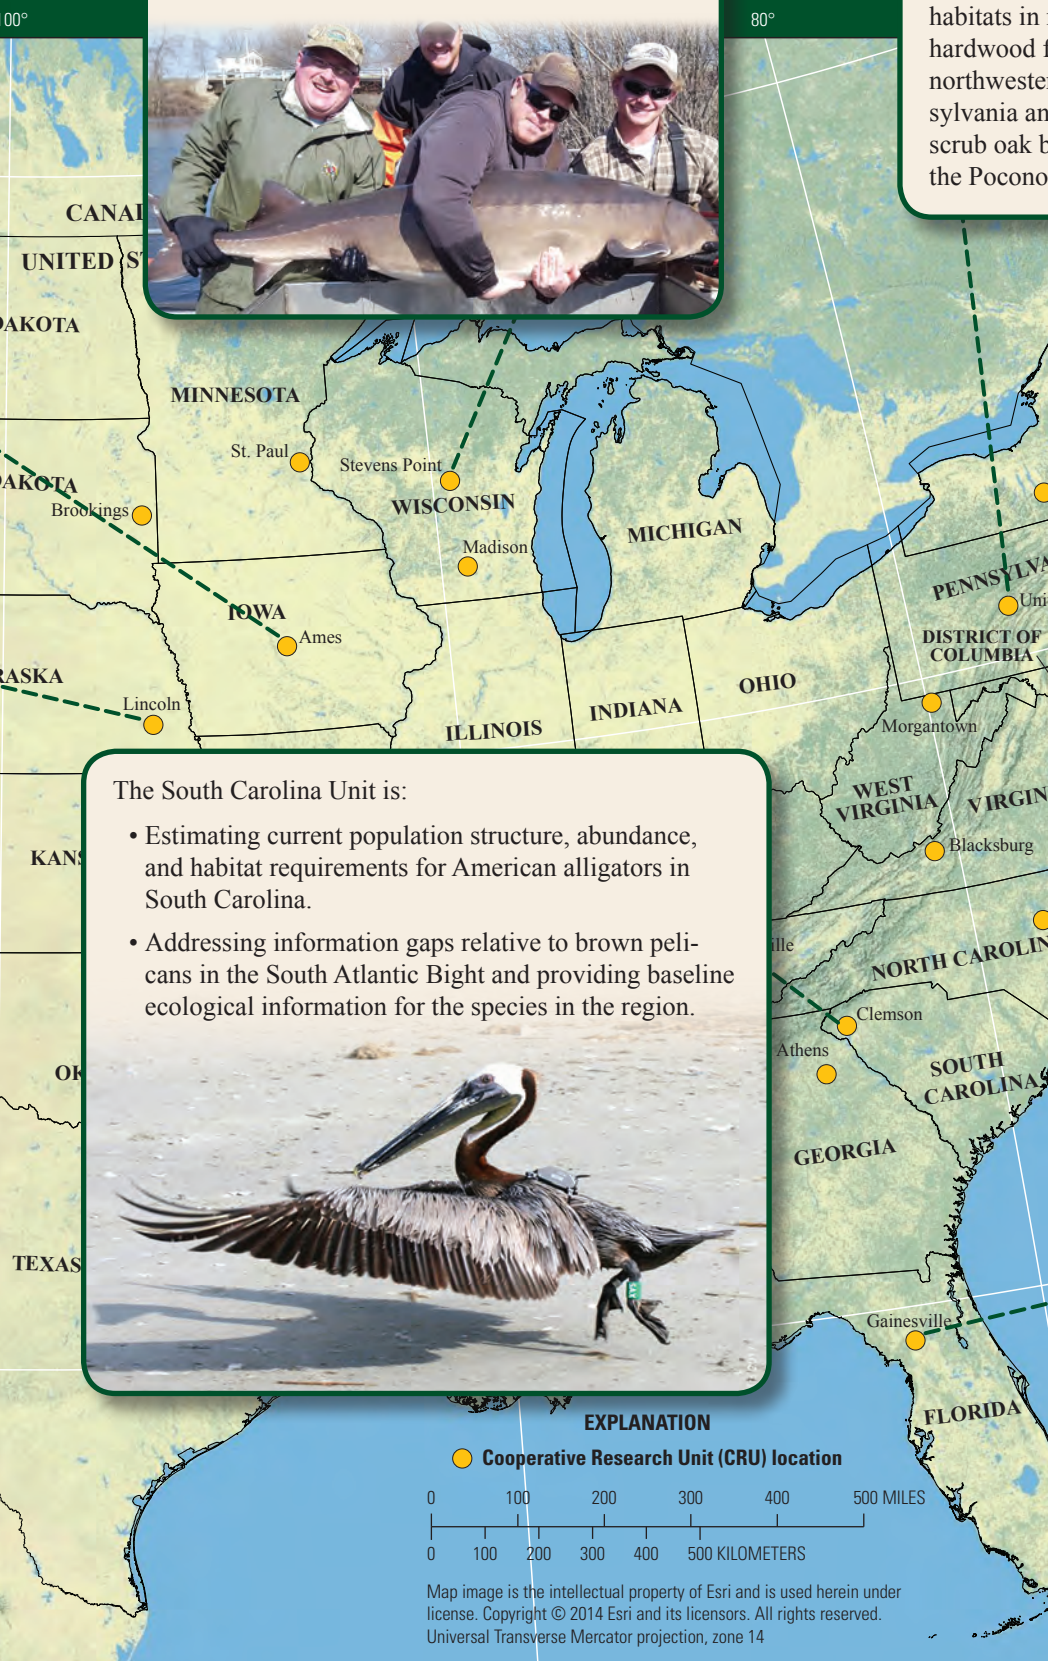 100°
80°
habitats in
hardwood f
northwester
sylvania an
scrub oak b
the Pocono
CANAD
UNITED ST
DAKOTA
MINNESOTA
St. Paul
Stevens Point
WISCONSIN
DAKOTA
Brookings
MICHIGAN
Madison
PENNSYLVA
Uni
IOWA
Ames
DISTRICT OF
COLUMBIA
RASKA
Lincoln
OHIO
INDIANA
ILLINOIS
Morgantown
WEST
VIRGINIA
VIRGIN
KANS
Blacksburg
The South Carolina Unit is:
• Estimating current population structure, abundance,
and habitat requirements for American alligators in
South Carolina.
• Addressing information gaps relative to brown peli-
cans in the South Atlantic Bight and providing baseline
ecological information for the species in the region.
ille
NORTH CAROLIN
Clemson
Athens
SOUTH
CAROLINA
OK
GEORGIA
TEXAS
Gainesville
FLORIDA
EXPLANATION
Cooperative Research Unit (CRU) location
0 100 200 300 400 500 MILES
0 100 200 300 400 500 KILOMETERS
Map image is the intellectual property of Esri and is used herein under
license. Copyright © 2014 Esri and its licensors. All rights reserved.
Universal Transverse Mercator projection, zone 14